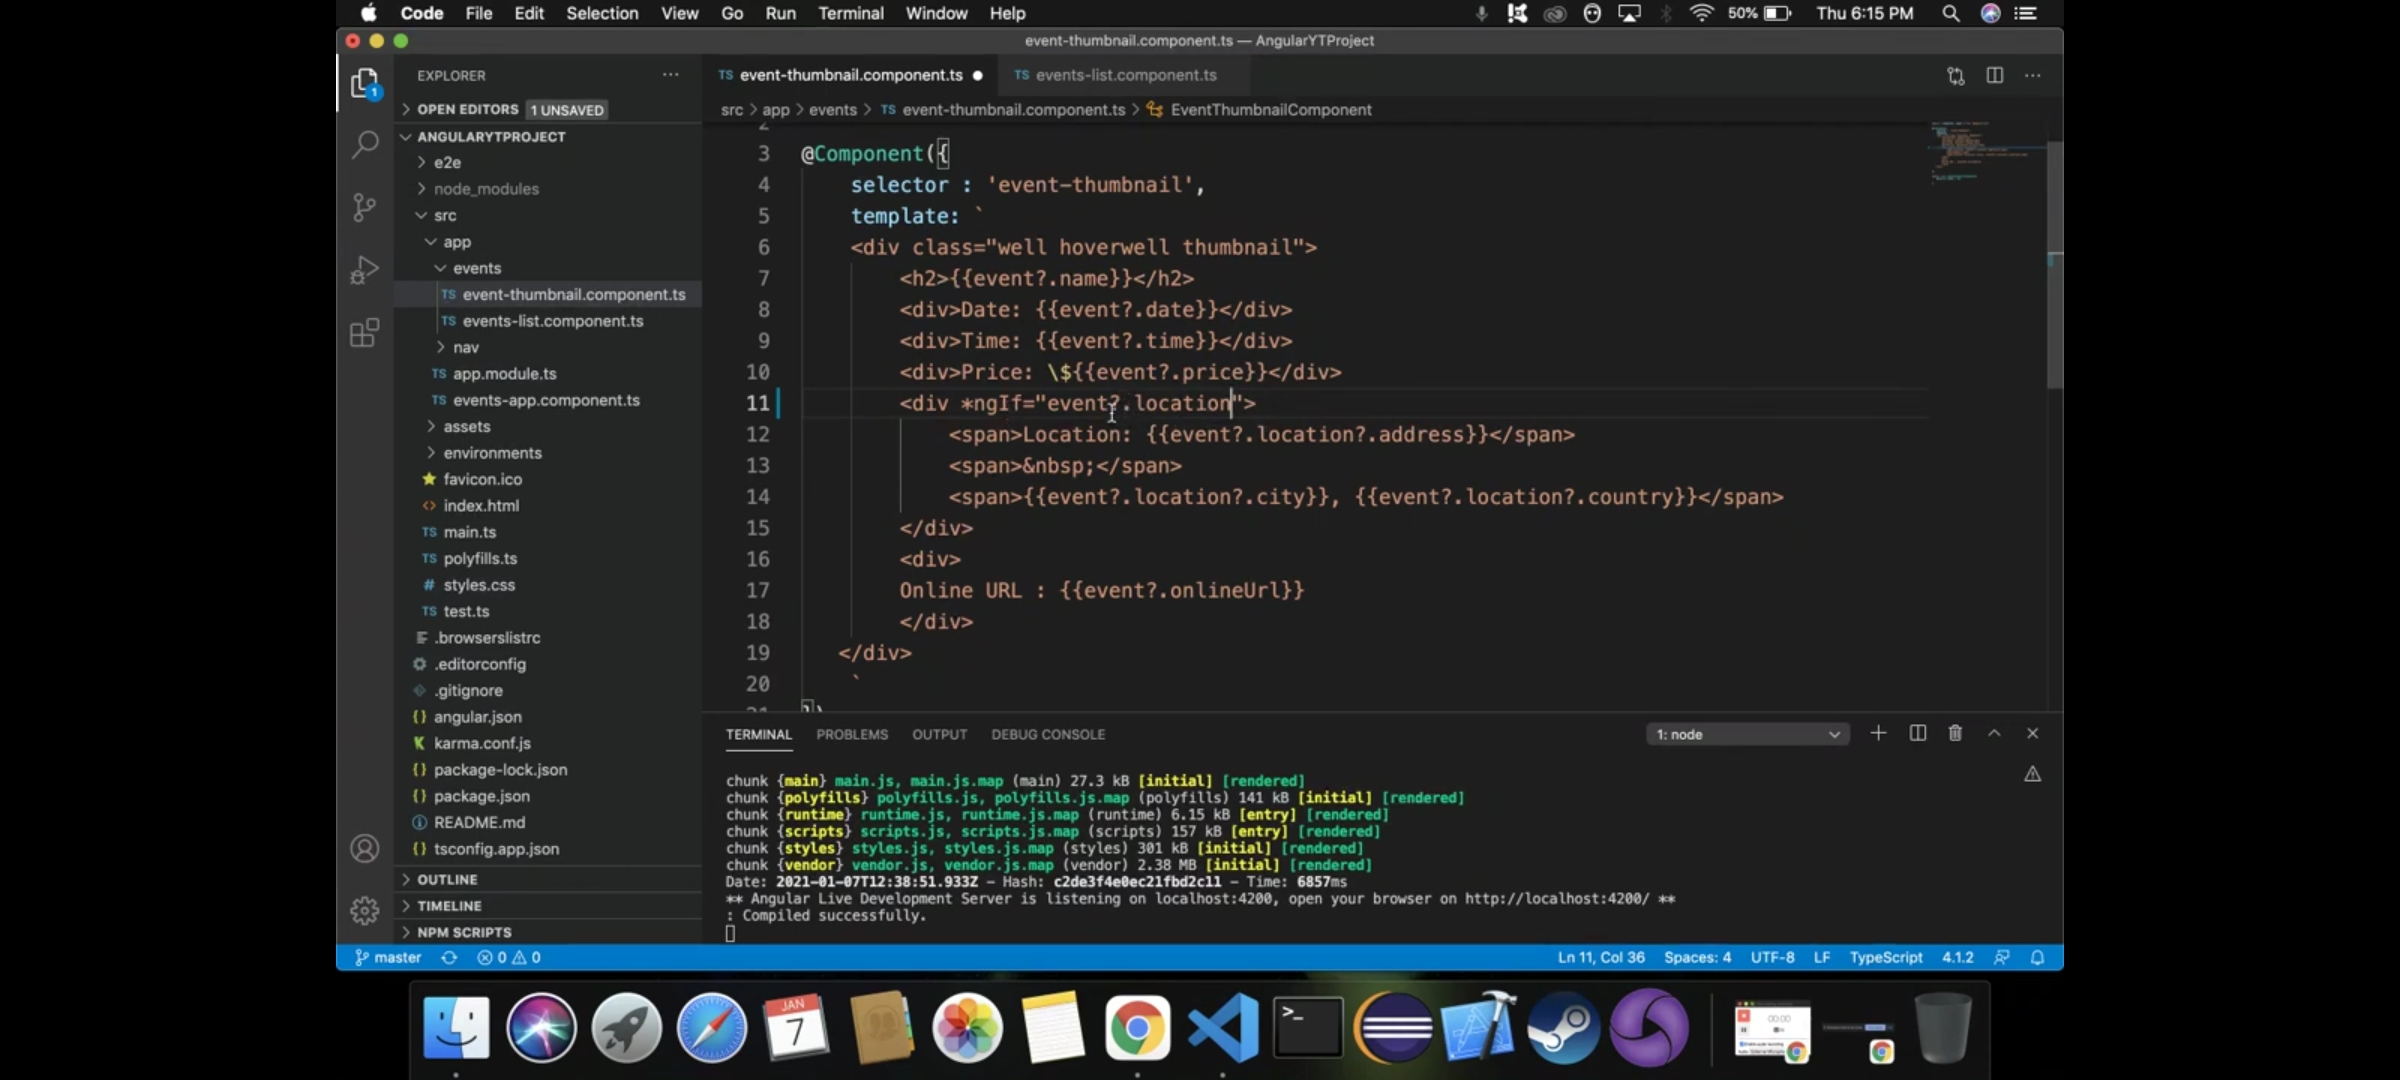 Code File Edit Selection View Go Run Terminal Window Help 50% Thu 6:15 PM
event-thumbnail.component.ts — AngularYTProject
EXPLORER ···
OPEN EDITORS 1 UNSAVED
ANGULARYTPROJECT
e2e
node_modules
src
app
events
TS event-thumbnail.component.ts
TS events-list.component.ts
nav
TS app.module.ts
TS events-app.component.ts
assets
environments
favicon.ico
<> index.html
TS main.ts
TS polyfills.ts
# styles.css
TS test.ts
.browserslistrc
.editorconfig
.gitignore
{} angular.json
karma.conf.js
{} package-lock.json
{} package.json
README.md
{} tsconfig.app.json
OUTLINE
TIMELINE
NPM SCRIPTS
1
TS event-thumbnail.component.ts ● TS events-list.component.ts
src > app > events > TS event-thumbnail.component.ts > EventThumbnailComponent
2
3 @Component({
4 selector : 'event-thumbnail',
5 template: `
6 <div class="well hoverwell thumbnail">
7 <h2>{{event?.name}}</h2>
8 <div>Date: {{event?.date}}</div>
9 <div>Time: {{event?.time}}</div>
10 <div>Price: \${{event?.price}}</div>
11 <div *ngIf="event?.location">
12 <span>Location: {{event?.location?.address}}</span>
13 <span>&nbsp;</span>
14 <span>{{event?.location?.city}}, {{event?.location?.country}}</span>
15 </div>
16 <div>
17 Online URL : {{event?.onlineUrl}}
18 </div>
19 </div>
20 `
21 })
TERMINAL PROBLEMS OUTPUT DEBUG CONSOLE 1: node
chunk {main} main.js, main.js.map (main) 27.3 kB [initial] [rendered]
chunk {polyfills} polyfills.js, polyfills.js.map (polyfills) 141 kB [initial] [rendered]
chunk {runtime} runtime.js, runtime.js.map (runtime) 6.15 kB [entry] [rendered]
chunk {scripts} scripts.js, scripts.js.map (scripts) 157 kB [entry] [rendered]
chunk {styles} styles.js, styles.js.map (styles) 301 kB [initial] [rendered]
chunk {vendor} vendor.js, vendor.js.map (vendor) 2.38 MB [initial] [rendered]
Date: 2021-01-07T12:38:51.933Z - Hash: c2de3f4e0ec21fbd2c11 - Time: 6857ms
** Angular Live Development Server is listening on localhost:4200, open your browser on http://localhost:4200/ **
: Compiled successfully.
master 0 0 Ln 11, Col 36 Spaces: 4 UTF-8 LF TypeScript 4.1.2
JAN
7
>_
00:00